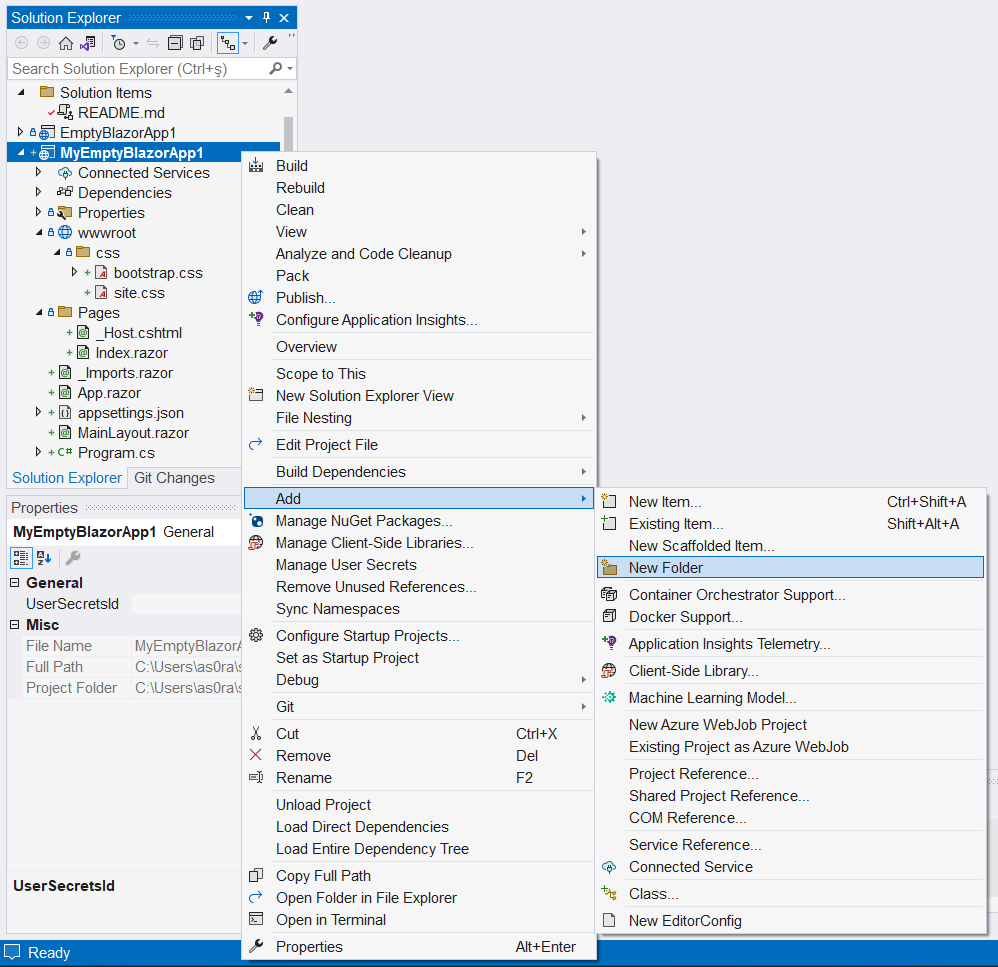 Solution Explorer
Search Solution Explorer (Ctrl+ş)
Solution Items
README.md
EmptyBlazorApp1
MyEmptyBlazorApp1
Connected Services
Dependencies
Properties
wwwroot
css
bootstrap.css
site.css
Pages
_Host.cshtml
Index.razor
_Imports.razor
App.razor
appsettings.json
MainLayout.razor
C# Program.cs
Solution Explorer Git Changes
Properties
MyEmptyBlazorApp1 General
General
UserSecretsId
Misc
File Name MyEmptyBlazorA
Full Path C:\Users\as0ra\s
Project Folder C:\Users\as0ra\s
UserSecretsId
Ready
Build
Rebuild
Clean
View
Analyze and Code Cleanup
Pack
Publish...
Configure Application Insights...
Overview
Scope to This
New Solution Explorer View
File Nesting
Edit Project File
Build Dependencies
Add
Manage NuGet Packages...
Manage Client-Side Libraries...
Manage User Secrets
Remove Unused References...
Sync Namespaces
Configure Startup Projects...
Set as Startup Project
Debug
Git
Cut Ctrl+X
Remove Del
Rename F2
Unload Project
Load Direct Dependencies
Load Entire Dependency Tree
Copy Full Path
Open Folder in File Explorer
Open in Terminal
Properties Alt+Enter
New Item... Ctrl+Shift+A
Existing Item... Shift+Alt+A
New Scaffolded Item...
New Folder
Container Orchestrator Support...
Docker Support...
Application Insights Telemetry...
Client-Side Library...
Machine Learning Model...
New Azure WebJob Project
Existing Project as Azure WebJob
Project Reference...
Shared Project Reference...
COM Reference...
Service Reference...
Connected Service
Class...
New EditorConfig